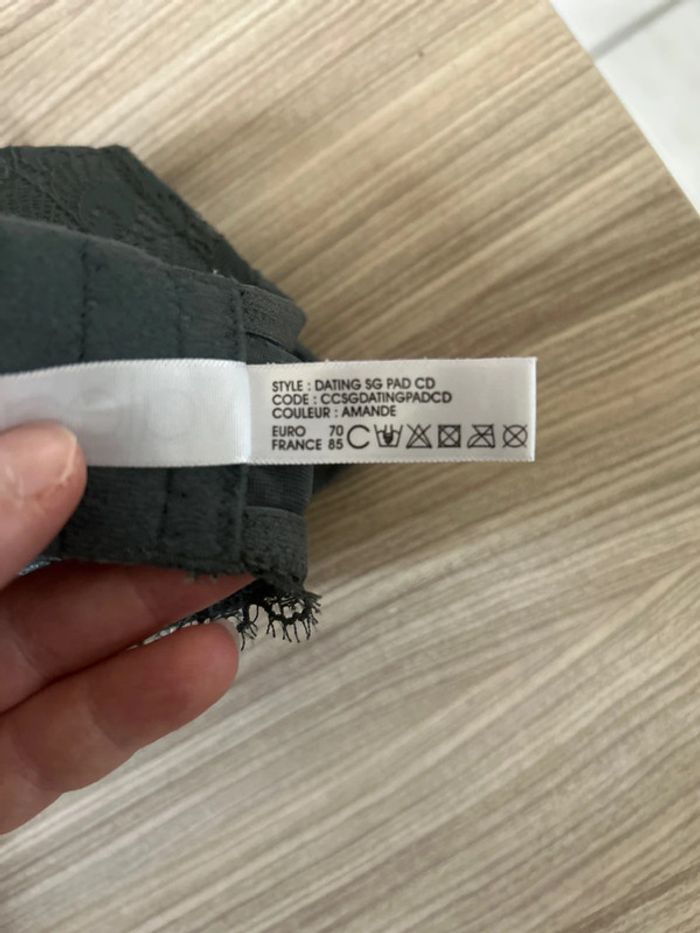 STYLE : DATING SG PAD CD
CODE : CCSGDATINGPADCD
COULEUR : AMANDE
EURO 70
FRANCE 85 C